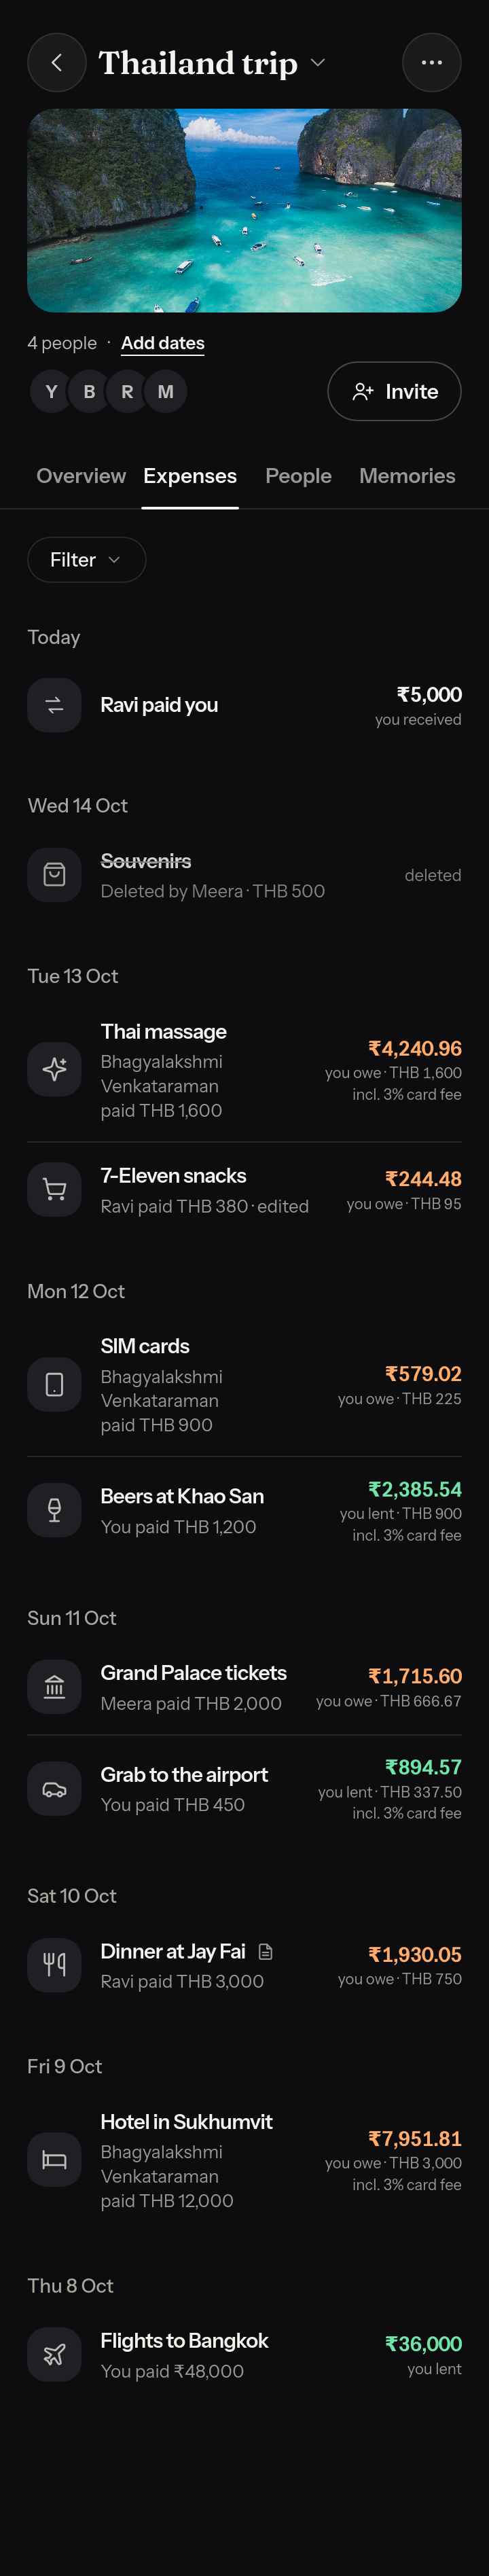 Thailand trip
4 people · Add dates
Y B R M
Invite
Overview Expenses People Memories
Filter
Today
Ravi paid you
₹5,000
you received
Wed 14 Oct
Souvenirs
Deleted by Meera · THB 500
deleted
Tue 13 Oct
Thai massage
Bhagyalakshmi
Venkataraman
paid THB 1,600
₹4,240.96
you owe · THB 1,600
incl. 3% card fee
7-Eleven snacks
Ravi paid THB 380 · edited
₹244.48
you owe · THB 95
Mon 12 Oct
SIM cards
Bhagyalakshmi
Venkataraman
paid THB 900
₹579.02
you owe · THB 225
Beers at Khao San
You paid THB 1,200
₹2,385.54
you lent · THB 900
incl. 3% card fee
Sun 11 Oct
Grand Palace tickets
Meera paid THB 2,000
₹1,715.60
you owe · THB 666.67
Grab to the airport
You paid THB 450
₹894.57
you lent · THB 337.50
incl. 3% card fee
Sat 10 Oct
Dinner at Jay Fai
Ravi paid THB 3,000
₹1,930.05
you owe · THB 750
Fri 9 Oct
Hotel in Sukhumvit
Bhagyalakshmi
Venkataraman
paid THB 12,000
₹7,951.81
you owe · THB 3,000
incl. 3% card fee
Thu 8 Oct
Flights to Bangkok
You paid ₹48,000
₹36,000
you lent